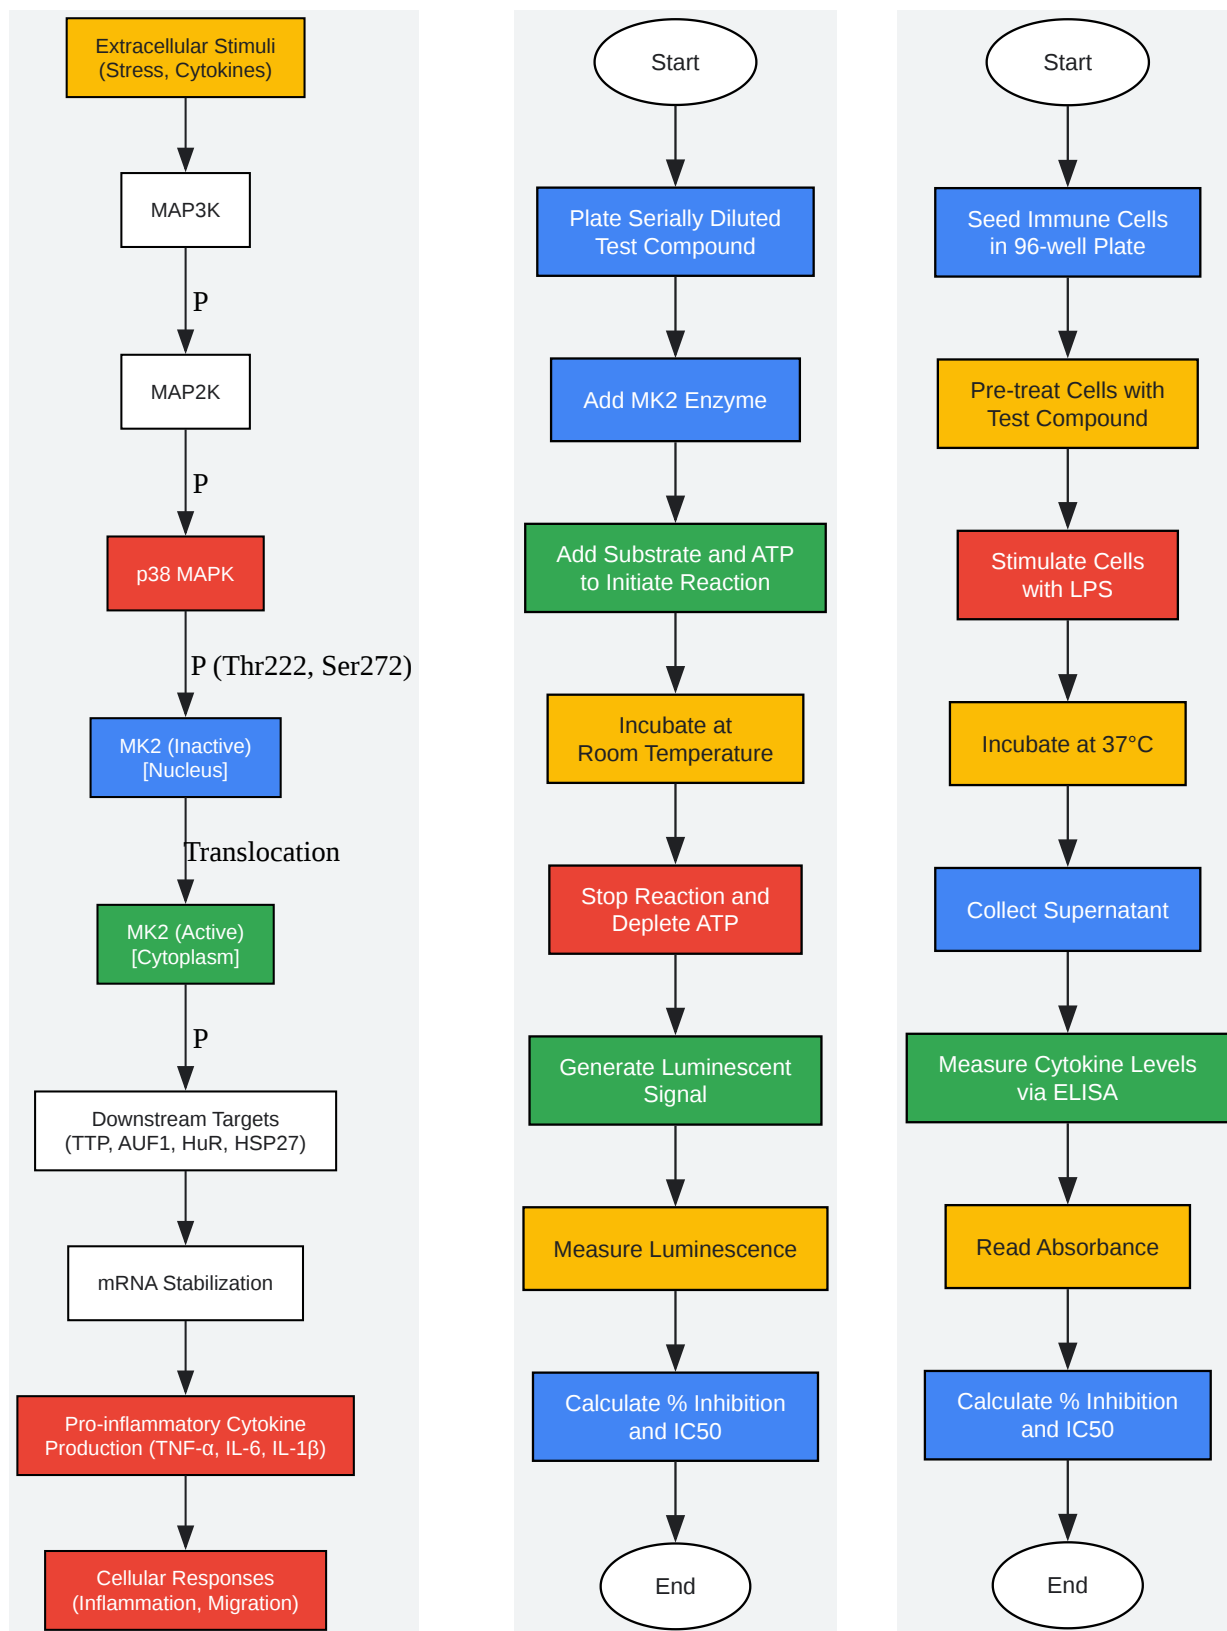 Extracellular Stimuli
(Stress, Cytokines)
MAP3K
P
MAP2K
P
p38 MAPK
P (Thr222, Ser272)
MK2 (Inactive)
[Nucleus]
Translocation
MK2 (Active)
[Cytoplasm]
P
Downstream Targets
(TTP, AUF1, HuR, HSP27)
mRNA Stabilization
Pro-inflammatory Cytokine
Production (TNF-α, IL-6, IL-1β)
Cellular Responses
(Inflammation, Migration)
Start
Plate Serially Diluted
Test Compound
Add MK2 Enzyme
Add Substrate and ATP
to Initiate Reaction
Incubate at
Room Temperature
Stop Reaction and
Deplete ATP
Generate Luminescent
Signal
Measure Luminescence
Calculate % Inhibition
and IC50
End
Start
Seed Immune Cells
in 96-well Plate
Pre-treat Cells with
Test Compound
Stimulate Cells
with LPS
Incubate at 37°C
Collect Supernatant
Measure Cytokine Levels
via ELISA
Read Absorbance
Calculate % Inhibition
and IC50
End